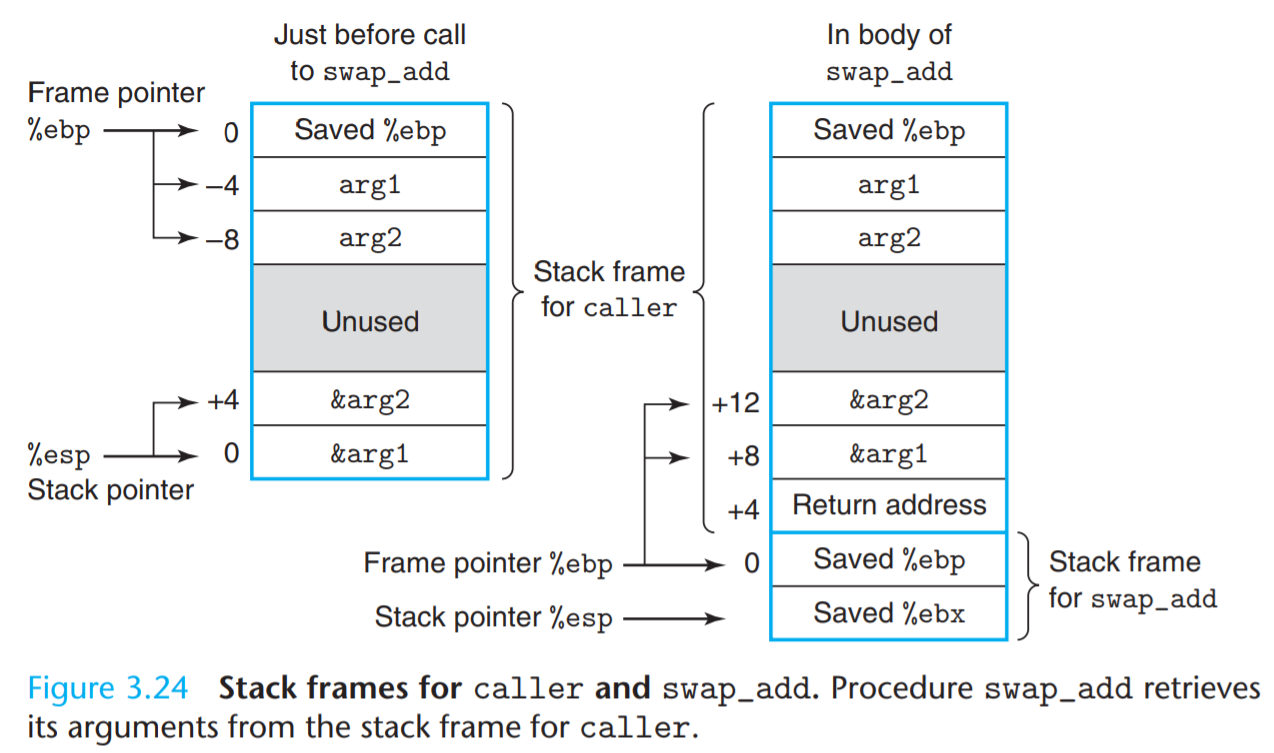 Just before call
to swap_add
In body of
swap_add
Frame pointer
%ebp
0
Saved %ebp
–4
arg1
–8
arg2
Unused
+4
&arg2
%esp
0
&arg1
Stack pointer
Stack frame
for caller
Saved %ebp
arg1
arg2
Unused
+12
&arg2
+8
&arg1
+4
Return address
Frame pointer %ebp
0
Saved %ebp
Stack pointer %esp
Saved %ebx
Stack frame
for swap_add
Figure 3.24 Stack frames for caller and swap_add. Procedure swap_add retrieves
its arguments from the stack frame for caller.